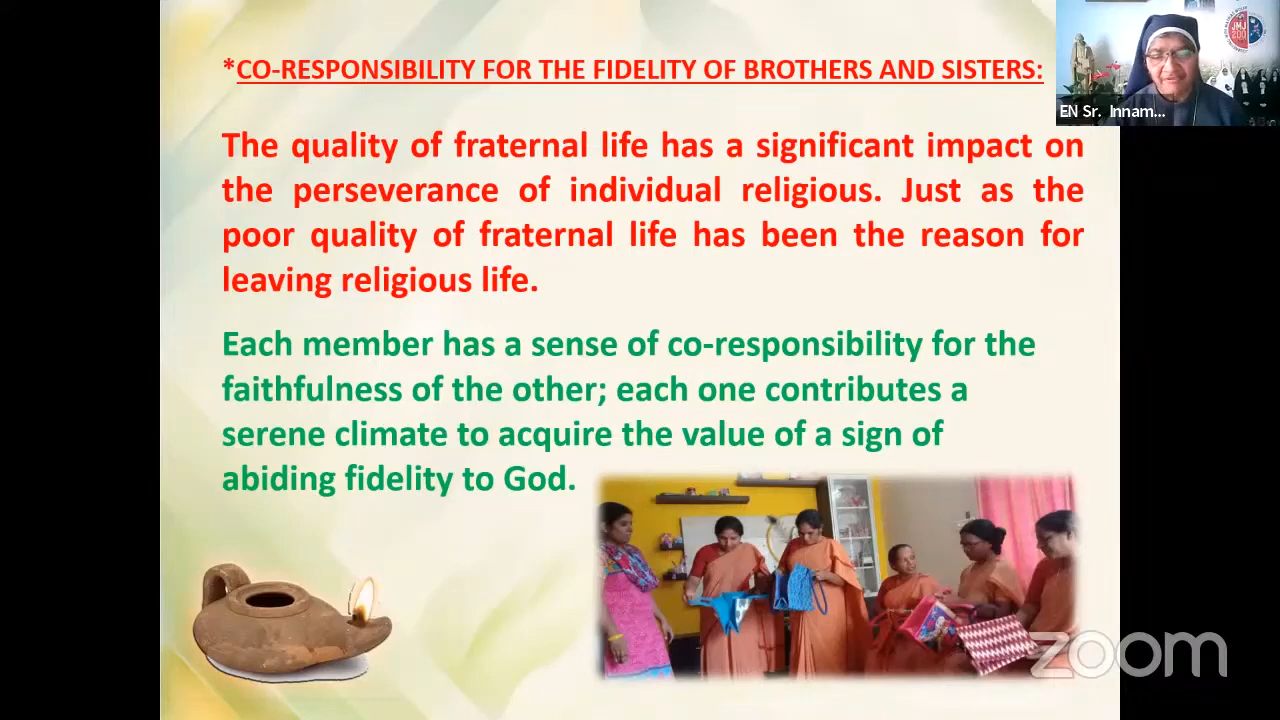 *CO-RESPONSIBILITY FOR THE FIDELITY OF BROTHERS AND SISTERS:
The quality of fraternal life has a significant impact on
the perseverance of individual religious. Just as the
poor quality of fraternal life has been the reason for
leaving religious life.
Each member has a sense of co-responsibility for the
faithfulness of the other; each one contributes a
serene climate to acquire the value of a sign of
abiding fidelity to God.
JMJ
EN Sr. Innam...
zoom